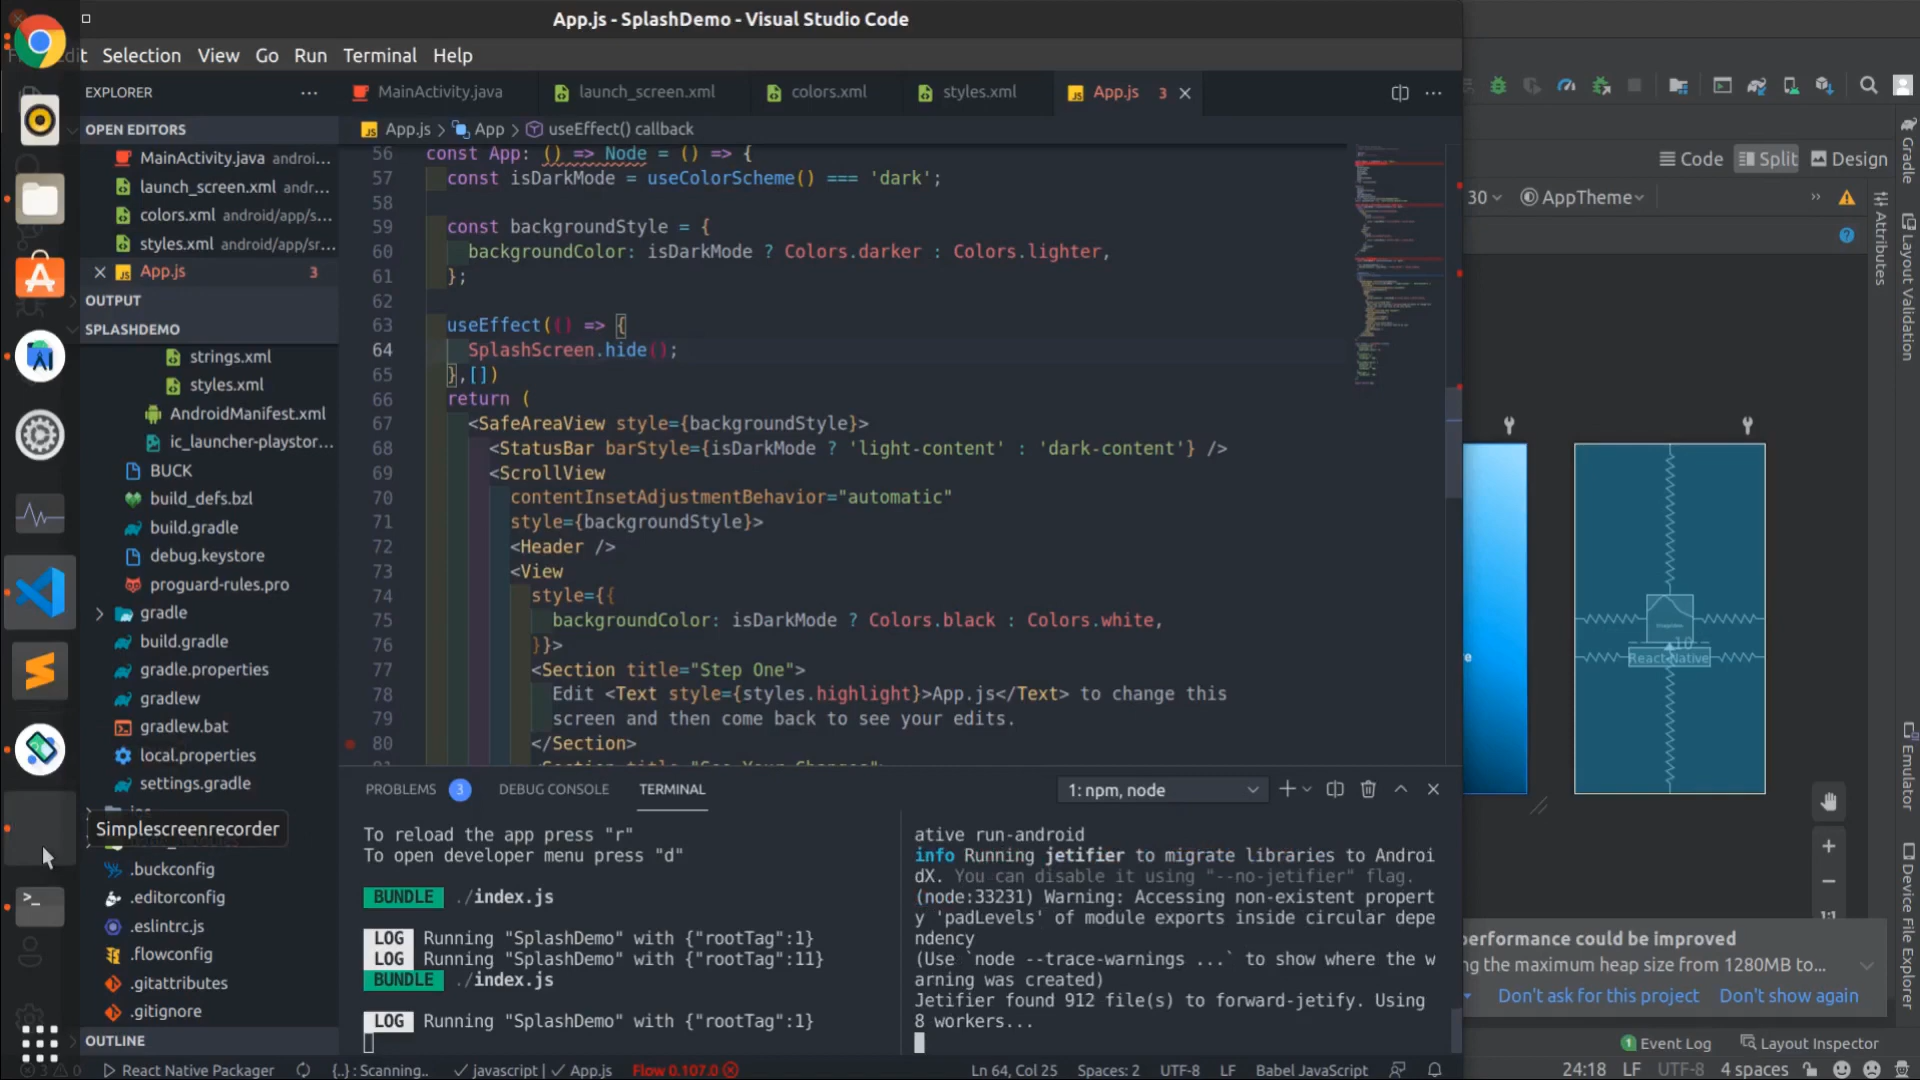 App.js - SplashDemo - Visual Studio Code
Selection View Go Run Terminal Help
EXPLORER
MainActivity.java
launch_screen.xml
colors.xml
styles.xml
App.js 3
OPEN EDITORS
MainActivity.java androi...
launch_screen.xml andr...
colors.xml android/app/s...
styles.xml android/app/sr...
App.js 3
OUTPUT
SPLASHDEMO
strings.xml
styles.xml
AndroidManifest.xml
ic_launcher-playstor...
BUCK
build_defs.bzl
build.gradle
debug.keystore
proguard-rules.pro
gradle
build.gradle
gradle.properties
gradlew
gradlew.bat
local.properties
settings.gradle
Simplescreenrecorder
.buckconfig
.editorconfig
.eslintrc.js
.flowconfig
.gitattributes
.gitignore
OUTLINE
App.js > App > useEffect() callback
56 const App: () => Node = () => {
57 const isDarkMode = useColorScheme() === 'dark';
58
59 const backgroundStyle = {
60 backgroundColor: isDarkMode ? Colors.darker : Colors.lighter,
61 };
62
63 useEffect(() => {
64 SplashScreen.hide();
65 },[])
66 return (
67 <SafeAreaView style={backgroundStyle}>
68 <StatusBar barStyle={isDarkMode ? 'light-content' : 'dark-content'} />
69 <ScrollView
70 contentInsetAdjustmentBehavior="automatic"
71 style={backgroundStyle}>
72 <Header />
73 <View
74 style={{
75 backgroundColor: isDarkMode ? Colors.black : Colors.white,
76 }}>
77 <Section title="Step One">
78 Edit <Text style={styles.highlight}>App.js</Text> to change this
79 screen and then come back to see your edits.
80 </Section>
PROBLEMS 3 DEBUG CONSOLE TERMINAL 1: npm, node
To reload the app press "r"
To open developer menu press "d"
BUNDLE ./index.js
LOG Running "SplashDemo" with {"rootTag":1}
LOG Running "SplashDemo" with {"rootTag":11}
BUNDLE ./index.js
LOG Running "SplashDemo" with {"rootTag":1}
ative run-android
info Running jetifier to migrate libraries to Androi
dX. You can disable it using "--no-jetifier" flag.
(node:33231) Warning: Accessing non-existent propert
y 'padLevels' of module exports inside circular depe
ndency
(Use `node --trace-warnings ...` to show where the w
arning was created)
Jetifier found 912 file(s) to forward-jetify. Using
8 workers...
React Native Packager {..}: Scanning.. javascript | App.js Flow 0.107.0 Ln 64, Col 25 Spaces: 2 UTF-8 LF Babel JavaScript
Code Split Design
30 AppTheme
Gradle
Attributes
Layout Validation
Emulator
Device File Explorer
React Native
1:1
performance could be improved
ng the maximum heap size from 1280MB to...
Don't ask for this project Don't show again
1 Event Log Layout Inspector
24:18 LF UTF-8 4 spaces